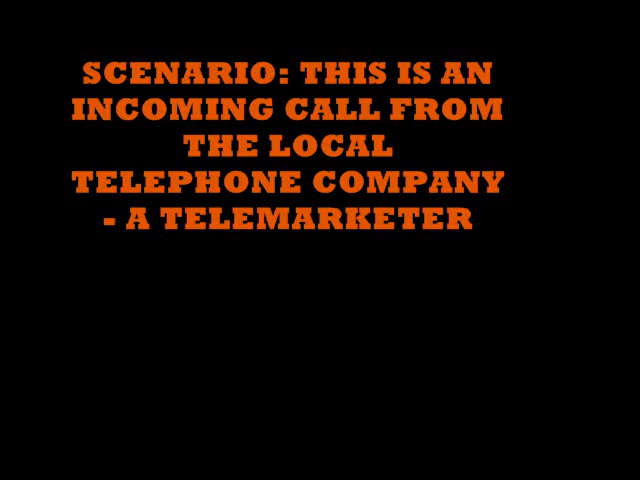 SCENARIO: THIS IS AN
INCOMING CALL FROM
THE LOCAL
TELEPHONE COMPANY
- A TELEMARKETER